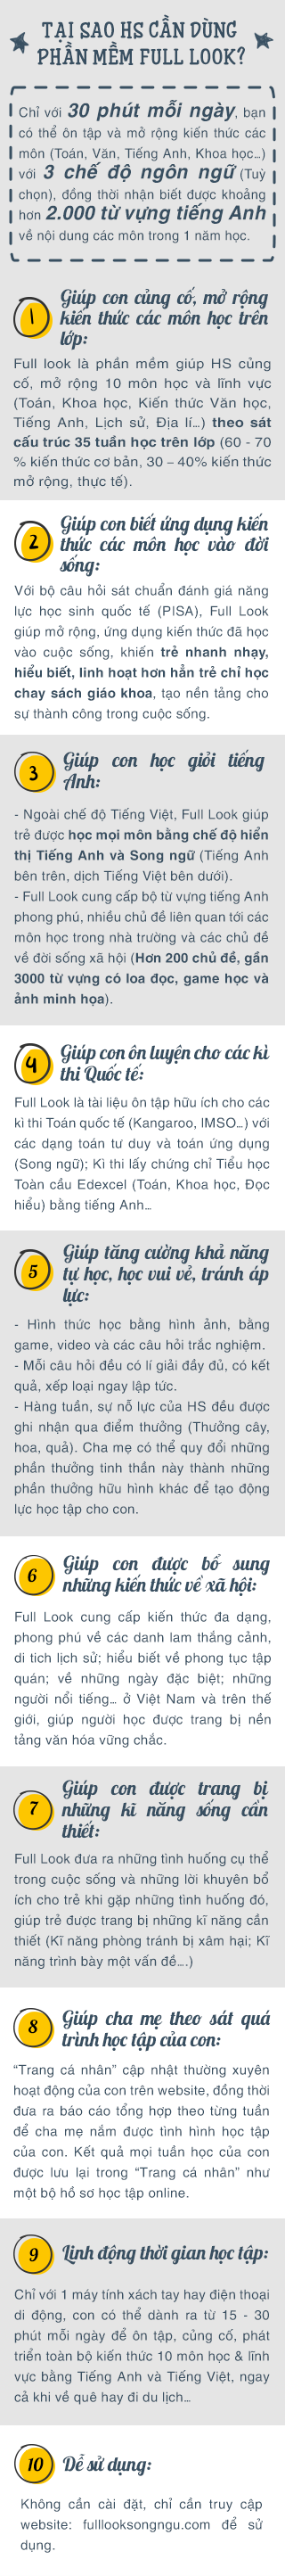 TẠI SAO HS CẦN DÙNG
PHẦN MỀM FULL LOOK?
Chỉ với 30 phút mỗi ngày, bạn
có thể ôn tập và mở rộng kiến thức các
môn (Toán, Văn, Tiếng Anh, Khoa học...)
với 3 chế độ ngôn ngữ (Tuỳ
chọn), đồng thời nhận biết được khoảng
hơn 2.000 từ vựng tiếng Anh
về nội dung các môn trong 1 năm học.
1
Giúp con củng cố, mở rộng
kiến thức các môn học trên
lớp:
Full look là phần mềm giúp HS củng
cố, mở rộng 10 môn học và lĩnh vực
(Toán, Khoa học, Kiến thức Văn học,
Tiếng Anh, Lịch sử, Địa lí...) theo sát
cấu trúc 35 tuần học trên lớp (60 - 70
% kiến thức cơ bản, 30 – 40% kiến thức
mở rộng, thực tế).
2
Giúp con biết ứng dụng kiến
thức các môn học vào đời
sống:
Với bộ câu hỏi sát chuẩn đánh giá năng
lực học sinh quốc tế (PISA), Full Look
giúp mở rộng, ứng dụng kiến thức đã học
vào cuộc sống, khiến trẻ nhanh nhạy,
hiểu biết, linh hoạt hơn hẳn trẻ chỉ học
chay sách giáo khoa, tạo nền tảng cho
sự thành công trong cuộc sống.
3
Giúp con học giỏi tiếng
Anh:
- Ngoài chế độ Tiếng Việt, Full Look giúp
trẻ được học mọi môn bằng chế độ hiển
thị Tiếng Anh và Song ngữ (Tiếng Anh
bên trên, dịch Tiếng Việt bên dưới).
- Full Look cung cấp bộ từ vựng tiếng Anh
phong phú, nhiều chủ đề liên quan tới các
môn học trong nhà trường và các chủ đề
về đời sống xã hội (Hơn 200 chủ đề, gần
3000 từ vựng có loa đọc, game học và
ảnh minh họa).
4
Giúp con ôn luyện cho các kì
thi Quốc tế:
Full Look là tài liệu ôn tập hữu ích cho các
kì thi Toán quốc tế (Kangaroo, IMSO...) với
các dạng toán tư duy và toán ứng dụng
(Song ngữ); Kì thi lấy chứng chỉ Tiểu học
Toàn cầu Edexcel (Toán, Khoa học, Đọc
hiểu) bằng tiếng Anh...
5
Giúp tăng cường khả năng
tự học, học vui vẻ, tránh áp
lực:
- Hình thức học bằng hình ảnh, bằng
game, video và các câu hỏi trắc nghiệm.
- Mỗi câu hỏi đều có lí giải đầy đủ, có kết
quả, xếp loại ngay lập tức.
- Hàng tuần, sự nỗ lực của HS đều được
ghi nhận qua điểm thưởng (Thưởng cây,
hoa, quả). Cha mẹ có thể quy đổi những
phần thưởng tinh thần này thành những
phần thưởng hữu hình khác để tạo động
lực học tập cho con.
6
Giúp con được bổ sung
những kiến thức về xã hội:
Full Look cung cấp kiến thức đa dạng,
phong phú về các danh lam thắng cảnh,
di tich lịch sử; hiểu biết về phong tục tập
quán; về những ngày đặc biệt; những
người nổi tiếng... ở Việt Nam và trên thế
giới, giúp người học được trang bị nền
tảng văn hóa vững chắc.
7
Giúp con được trang bị
những kĩ năng sống cần
thiết:
Full Look đưa ra những tình huống cụ thể
trong cuộc sống và những lời khuyên bổ
ích cho trẻ khi gặp những tình huống đó,
giúp trẻ được trang bị những kĩ năng cần
thiết (Kĩ năng phòng tránh bị xâm hại; Kĩ
năng trình bày một vấn đề....)
8
Giúp cha mẹ theo sát quá
trình học tập của con:
“Trang cá nhân” cập nhật thường xuyên
hoạt động của con trên website, đồng thời
đưa ra báo cáo tổng hợp theo từng tuần
để cha mẹ nắm được tình hình học tập
của con. Kết quả mọi tuần học của con
được lưu lại trong “Trang cá nhân” như
một bộ hồ sơ học tập online.
9
Linh động thời gian học tập:
Chỉ với 1 máy tính xách tay hay điện thoại
di động, con có thể dành ra từ 15 - 30
phút mỗi ngày để ôn tập, củng cố, phát
triển toàn bộ kiến thức 10 môn học & lĩnh
vực bằng Tiếng Anh và Tiếng Việt, ngay
cả khi về quê hay đi du lịch...
10
Dễ sử dụng:
Không cần cài đặt, chỉ cần truy cập
website: fulllooksongngu.com để sử
dụng.